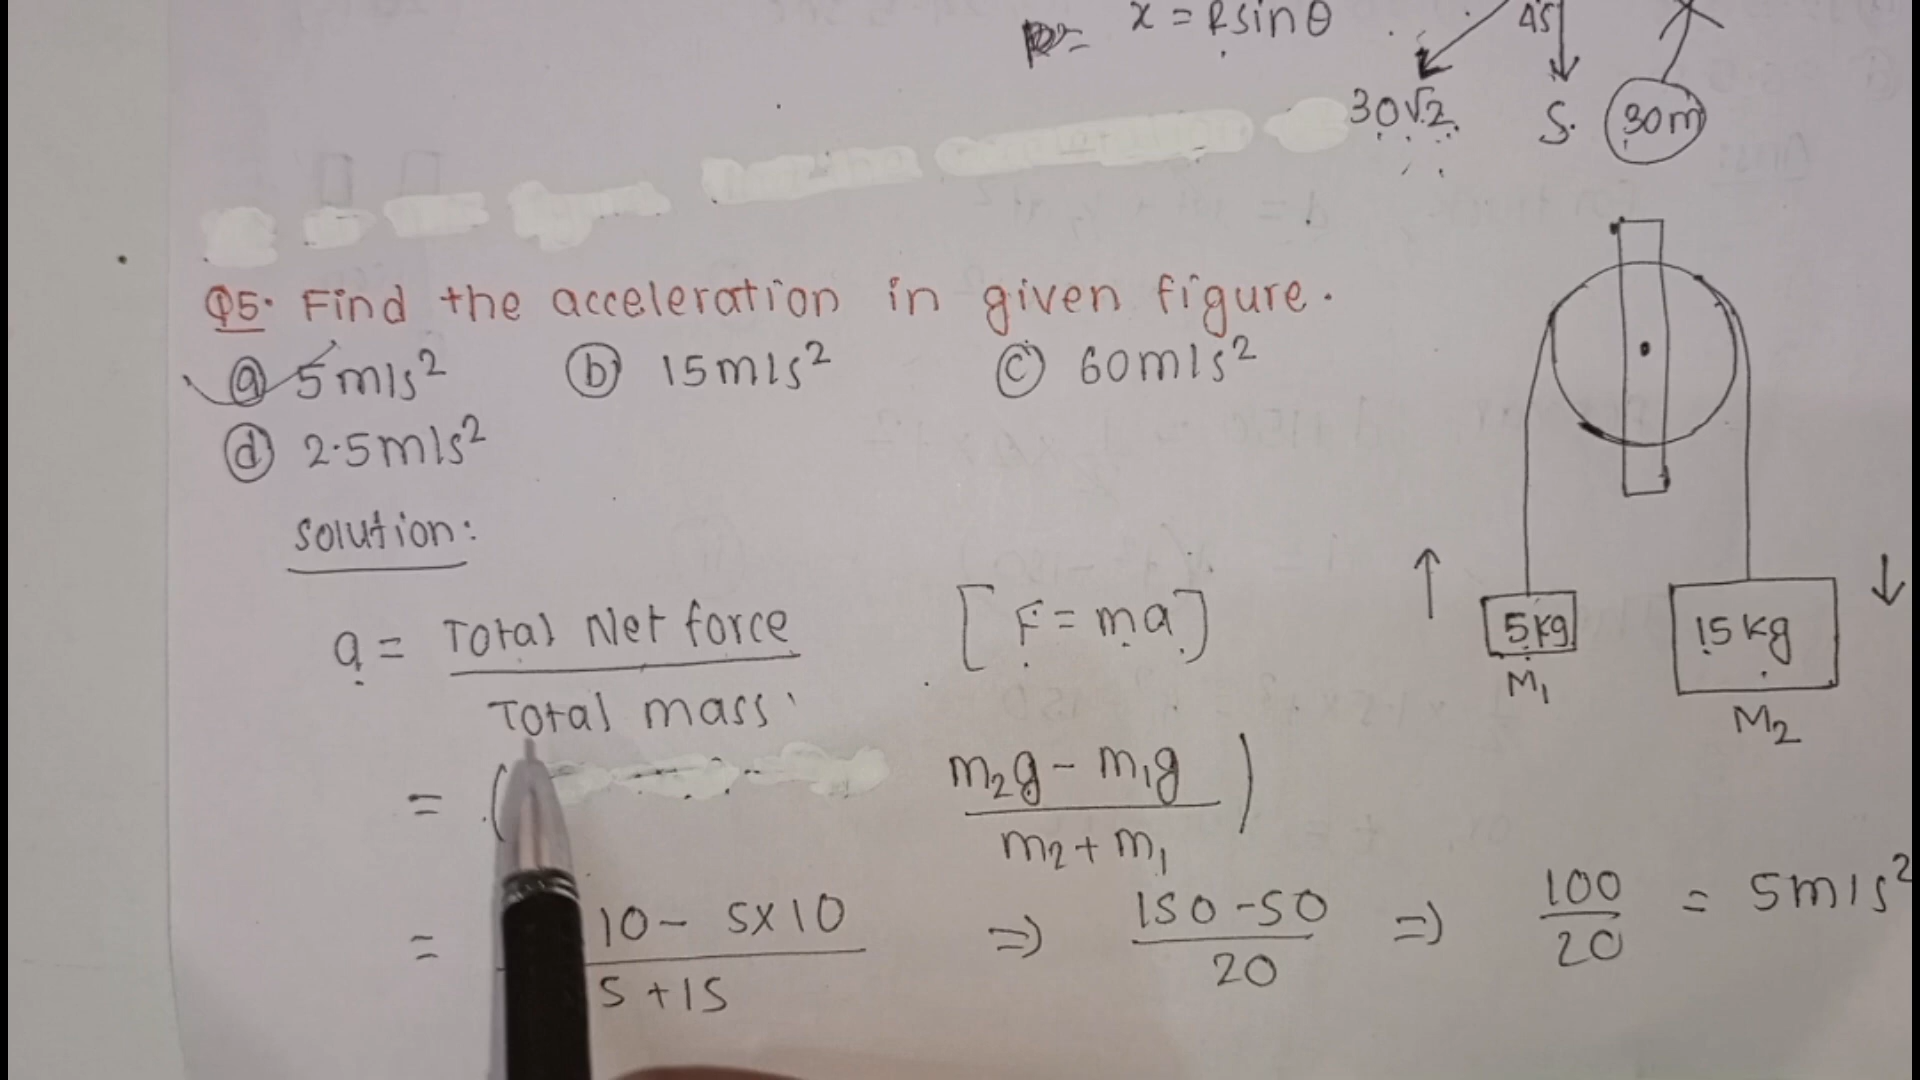 x = R sin θ
45
30√2
S.
30m
Q5. Find the acceleration in given figure.
(a) 5m/s²
(b) 15m/s²
(c) 60m/s²
(d) 2.5m/s²
Solution:
a = Total Net force / Total mass
[F = ma]
5kg
M₁
15kg
M₂
= ( m₂g - m₁g / m₂ + m₁ )
= 10 - 5x10 / 5+15 => 150-50 / 20 => 100 / 20 = 5m/s²